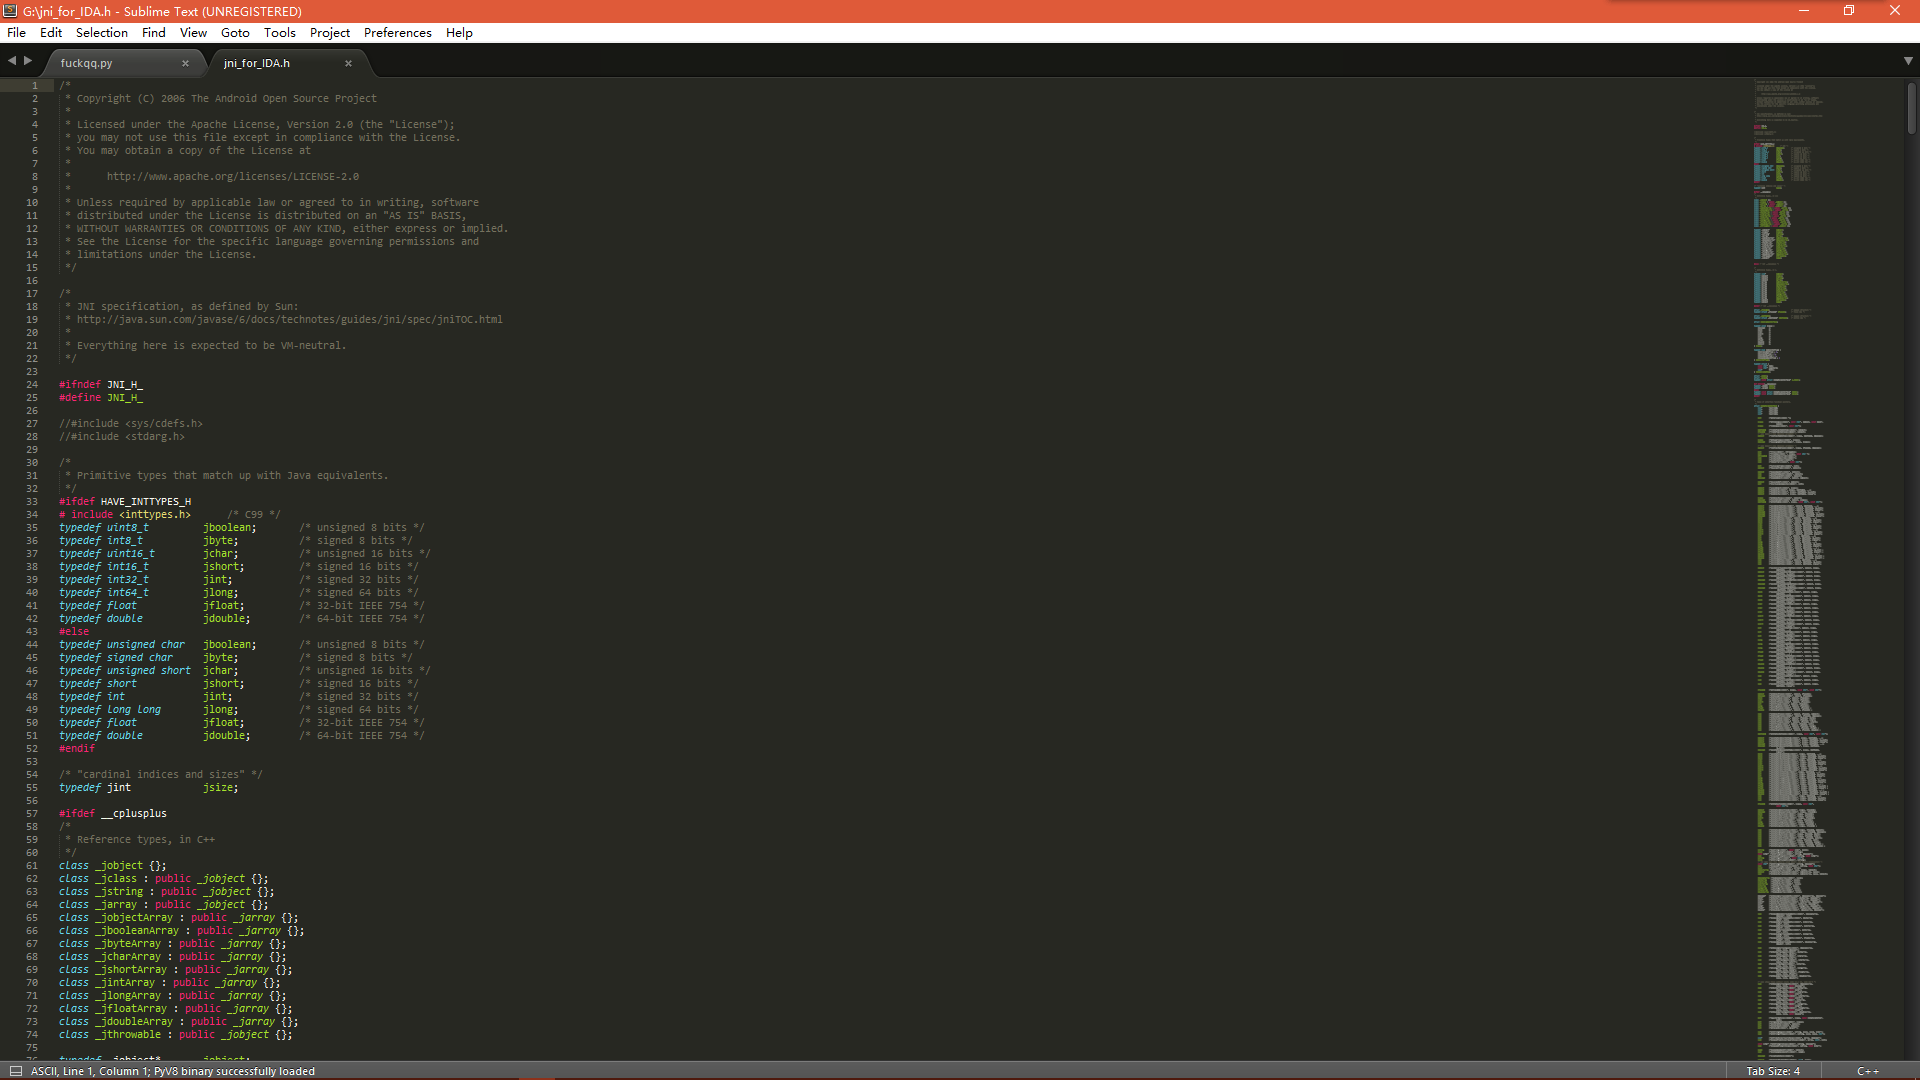 G:\jni_for_IDA.h - Sublime Text (UNREGISTERED)
File Edit Selection Find View Goto Tools Project Preferences Help
fuckqq.py × jni_for_IDA.h ×
1 /*
2  * Copyright (C) 2006 The Android Open Source Project
3  *
4  * Licensed under the Apache License, Version 2.0 (the "License");
5  * you may not use this file except in compliance with the License.
6  * You may obtain a copy of the License at
7  *
8  *      http://www.apache.org/licenses/LICENSE-2.0
9  *
10  * Unless required by applicable law or agreed to in writing, software
11  * distributed under the License is distributed on an "AS IS" BASIS,
12  * WITHOUT WARRANTIES OR CONDITIONS OF ANY KIND, either express or implied.
13  * See the License for the specific language governing permissions and
14  * limitations under the License.
15  */
16
17 /*
18  * JNI specification, as defined by Sun:
19  * http://java.sun.com/javase/6/docs/technotes/guides/jni/spec/jniTOC.html
20  *
21  * Everything here is expected to be VM-neutral.
22  */
23
24 #ifndef JNI_H_
25 #define JNI_H_
26
27 //#include <sys/cdefs.h>
28 //#include <stdarg.h>
29
30 /*
31  * Primitive types that match up with Java equivalents.
32  */
33 #ifdef HAVE_INTTYPES_H
34 # include <inttypes.h>      /* C99 */
35 typedef uint8_t         jboolean;       /* unsigned 8 bits */
36 typedef int8_t          jbyte;          /* signed 8 bits */
37 typedef uint16_t        jchar;          /* unsigned 16 bits */
38 typedef int16_t         jshort;         /* signed 16 bits */
39 typedef int32_t         jint;           /* signed 32 bits */
40 typedef int64_t         jlong;          /* signed 64 bits */
41 typedef float           jfloat;         /* 32-bit IEEE 754 */
42 typedef double          jdouble;        /* 64-bit IEEE 754 */
43 #else
44 typedef unsigned char   jboolean;       /* unsigned 8 bits */
45 typedef signed char     jbyte;          /* signed 8 bits */
46 typedef unsigned short  jchar;          /* unsigned 16 bits */
47 typedef short           jshort;         /* signed 16 bits */
48 typedef int             jint;           /* signed 32 bits */
49 typedef long long       jlong;          /* signed 64 bits */
50 typedef float           jfloat;         /* 32-bit IEEE 754 */
51 typedef double          jdouble;        /* 64-bit IEEE 754 */
52 #endif
53
54 /* "cardinal indices and sizes" */
55 typedef jint            jsize;
56
57 #ifdef __cplusplus
58 /*
59  * Reference types, in C++
60  */
61 class _jobject {};
62 class _jclass : public _jobject {};
63 class _jstring : public _jobject {};
64 class _jarray : public _jobject {};
65 class _jobjectArray : public _jarray {};
66 class _jbooleanArray : public _jarray {};
67 class _jbyteArray : public _jarray {};
68 class _jcharArray : public _jarray {};
69 class _jshortArray : public _jarray {};
70 class _jintArray : public _jarray {};
71 class _jlongArray : public _jarray {};
72 class _jfloatArray : public _jarray {};
73 class _jdoubleArray : public _jarray {};
74 class _jthrowable : public _jobject {};
75
76 typedef _jobject*       jobject;
ASCII, Line 1, Column 1; PyV8 binary successfully loaded Tab Size: 4 C++